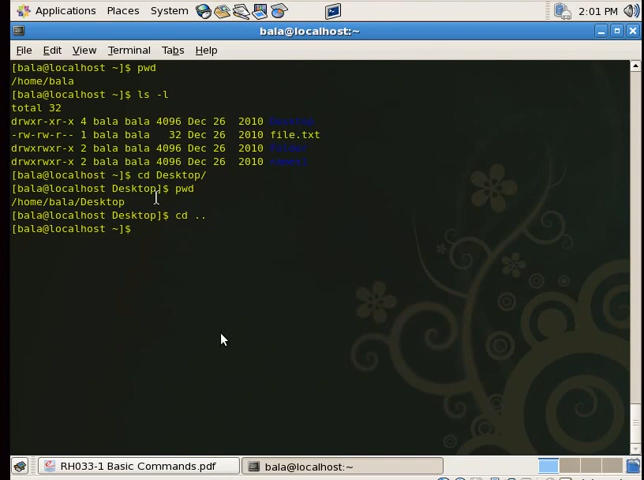 Applications Places System 2:01 PM
bala@localhost:~
File Edit View Terminal Tabs Help
[bala@localhost ~]$ pwd
/home/bala
[bala@localhost ~]$ ls -l
total 32
drwxr-xr-x 4 bala bala 4096 Dec 26 2010 Desktop
-rw-rw-r-- 1 bala bala 32 Dec 26 2010 file.txt
drwxrwxr-x 2 bala bala 4096 Dec 26 2010
drwxrwxr-x 2 bala bala 4096 Dec 26 2010
[bala@localhost ~]$ cd Desktop/
[bala@localhost Desktop]$ pwd
/home/bala/Desktop
[bala@localhost Desktop]$ cd ..
[bala@localhost ~]$
RH033-1 Basic Commands.pdf
bala@localhost:~